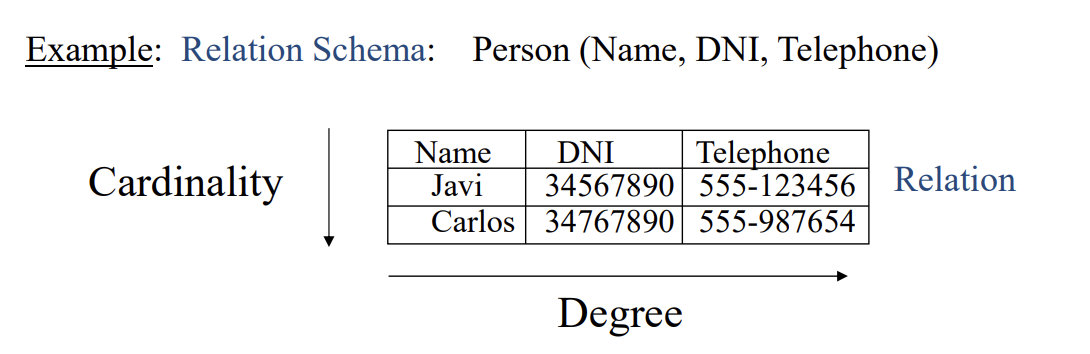 Example: Relation Schema: Person (Name, DNI, Telephone)
Cardinality
Name DNI Telephone
Javi 34567890 555-123456
Carlos 34767890 555-987654
Relation
Degree